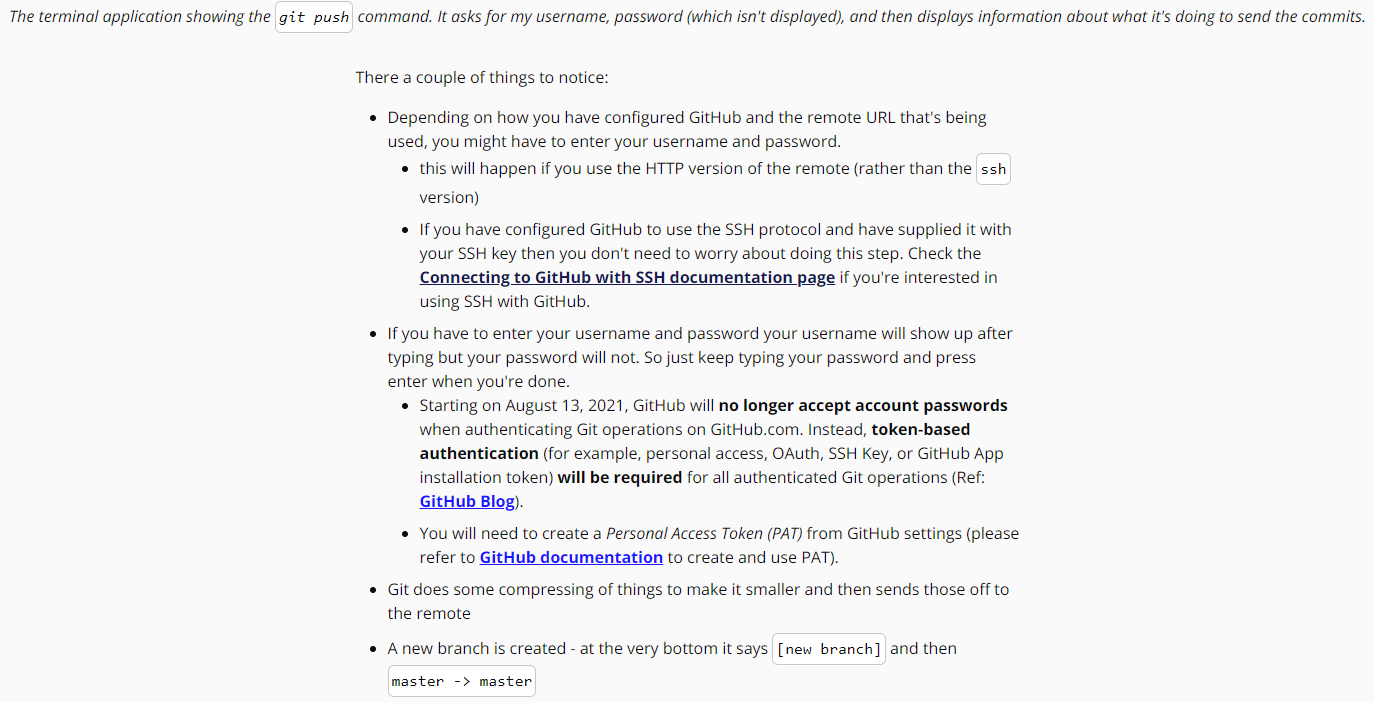 The terminal application showing the git push command. It asks for my username, password (which isn't displayed), and then displays information about what it's doing to send the commits.
There a couple of things to notice:
• Depending on how you have configured GitHub and the remote URL that's being
used, you might have to enter your username and password.
• this will happen if you use the HTTP version of the remote (rather than the ssh
version)
• If you have configured GitHub to use the SSH protocol and have supplied it with
your SSH key then you don't need to worry about doing this step. Check the
Connecting to GitHub with SSH documentation page if you're interested in
using SSH with GitHub.
• If you have to enter your username and password your username will show up after
typing but your password will not. So just keep typing your password and press
enter when you're done.
• Starting on August 13, 2021, GitHub will no longer accept account passwords
when authenticating Git operations on GitHub.com. Instead, token-based
authentication (for example, personal access, OAuth, SSH Key, or GitHub App
installation token) will be required for all authenticated Git operations (Ref:
GitHub Blog).
• You will need to create a Personal Access Token (PAT) from GitHub settings (please
refer to GitHub documentation to create and use PAT).
• Git does some compressing of things to make it smaller and then sends those off to
the remote
• A new branch is created - at the very bottom it says [new branch] and then
master -> master